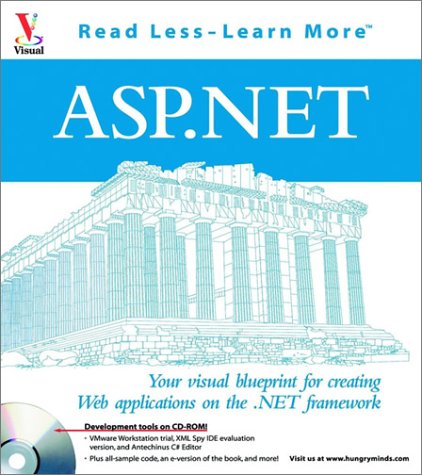 Visual
Read Less–Learn More™
ASP.NET
Your visual blueprint for creating
Web applications on the .NET framework
Development tools on CD-ROM!
• VMware Workstation trial, XML Spy IDE evaluation
version, and Antechinus C# Editor
• Plus all-sample code, an e-version of the book, and more!
Visit us at www.hungryminds.com